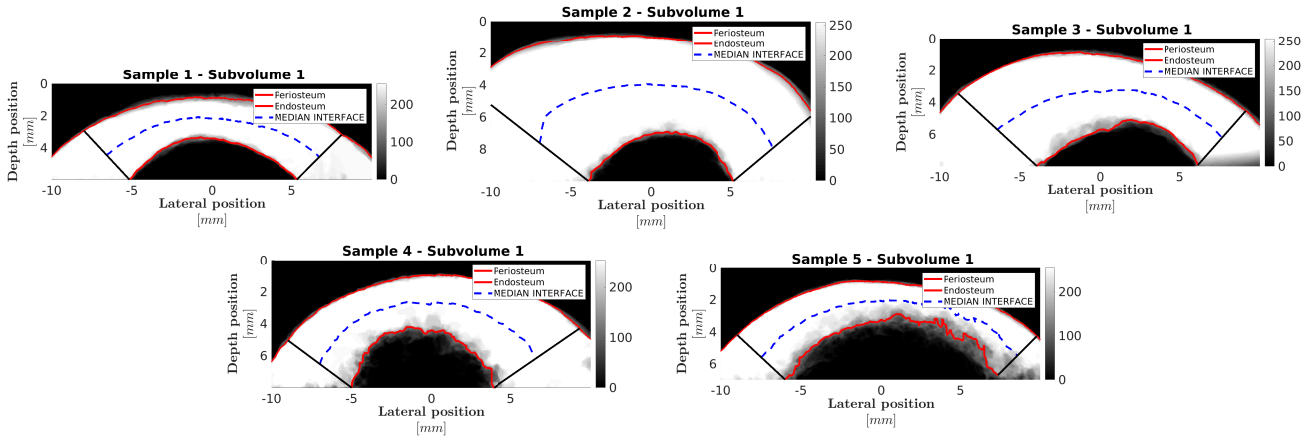 Sample 1 - Subvolume 1
Periosteum
Endosteum
MEDIAN INTERFACE
0
2
4
Depth position
[mm]
-10
-5
0
5
Lateral position
[mm]
200
100
0
Sample 2 - Subvolume 1
Periosteum
Endosteum
MEDIAN INTERFACE
0
2
4
6
8
Depth position
[mm]
-10
-5
0
5
Lateral position
[mm]
250
200
150
100
50
0
Sample 3 - Subvolume 1
Periosteum
Endosteum
MEDIAN INTERFACE
0
2
4
6
Depth position
[mm]
-10
-5
0
5
Lateral position
[mm]
250
200
150
100
50
0
Sample 4 - Subvolume 1
Periosteum
Endosteum
MEDIAN INTERFACE
0
2
4
6
Depth position
[mm]
-10
-5
0
5
Lateral position
[mm]
200
100
0
Sample 5 - Subvolume 1
Periosteum
Endosteum
MEDIAN INTERFACE
0
2
4
6
Depth position
[mm]
-10
-5
0
5
10
Lateral position
[mm]
200
100
0